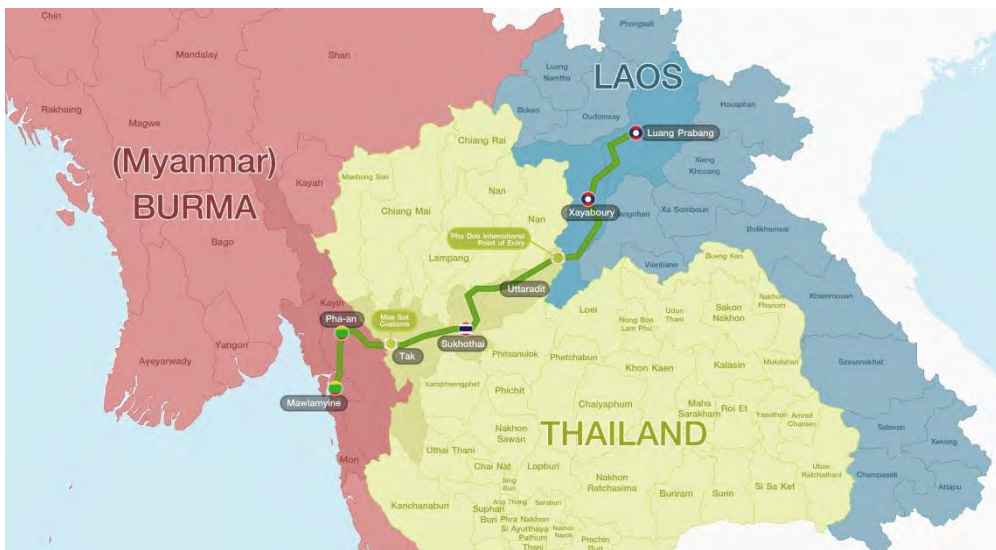 Chin
Mandalay
Shan
Rakhaing
Magwe
(Myanmar)
BURMA
Kayah
Bago
Kayin
Pha-an
Mawlamyine
Yangon
Ayeyarwady
Mon
LAOS
Phongsali
Luang
Namtha
Bokeo
Oudomxay
Houaphan
Luang Prabang
Xieng
Khouang
Xayaboury
Xa Somboun
Bolikhamxai
Vientiane
Khammouan
Savannakhet
Salavan
Xekong
Champasak
Attapu
Chiang Rai
Maehong Son
Nan
Chiang Mai
Nan
Phu Doo International
Point of Entry
Lampang
Uttaradit
Mae Sot
Customs
Tak
Sukhothai
Loei
Bueng Kan
Nong Bua
Lam Phu
Udon
Thani
Sakon
Nakhon
Nakhon
Phanom
Phitsanulok
Phetchabun
Khon Kaen
Kalasin
Mukdahan
kamphaengphet
Phichit
Chaiyaphum
Maha
Sarakham
Roi Et
Yasothon
Amnat
Charoen
Nakhon
Sawan
THAILAND
Uthai Thani
Chai Nat
Lopburi
Ubon
Ratchathani
Sing
Buri
Nakhon
Ratchasima
Buriram
Surin
Si Sa Ket
Kanchanaburi
Ang Thong
Saraburi
Suphan
Buri
Phra Nakhon
Si Ayutthaya
Nakhon
Nayok
Pathum
Thani
Prachin
Buri